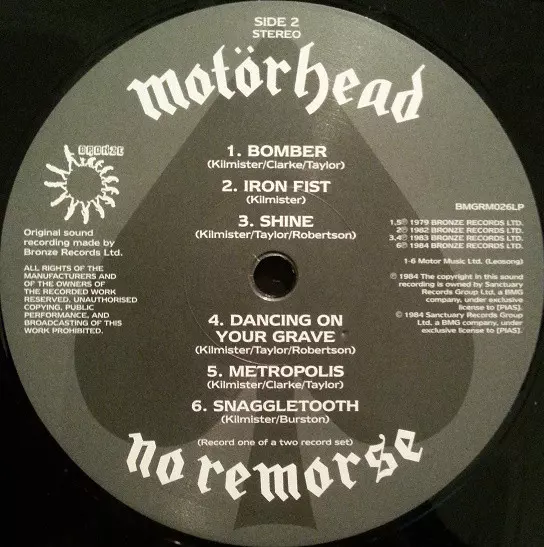 SIDE 2
STEREO
motörhead
BRONZE
1. BOMBER
(Kilmister/Clarke/Taylor)
2. IRON FIST
(Kilmister)
3. SHINE
(Kilmister/Taylor/Robertson)
Original sound
recording made by
Bronze Records Ltd.
ALL RIGHTS OF THE
MANUFACTURERS AND
OF THE OWNERS OF
THE RECORDED WORK
RESERVED. UNAUTHORISED
COPYING, PUBLIC
PERFORMANCE, AND
BROADCASTING OF THIS
WORK PROHIBITED.
BMGRM026LP
1,5℗ 1979 BRONZE RECORDS LTD.
2℗ 1982 BRONZE RECORDS LTD.
3,4℗ 1983 BRONZE RECORDS LTD.
6℗ 1984 BRONZE RECORDS LTD.
1-6 Motor Music Ltd. (Leosong)
℗ 1984 The copyright in this sound
recording is owned by Sanctuary
Records Group Ltd, a BMG
company, under exclusive
license to [PIAS].
© 1984 Sanctuary Records Group
Ltd, a BMG company, under
exclusive license to [PIAS].
4. DANCING ON
YOUR GRAVE
(Kilmister/Taylor/Robertson)
5. METROPOLIS
(Kilmister/Clarke/Taylor)
6. SNAGGLETOOTH
(Kilmister/Burston)
(Record one of a two record set)
no remorse